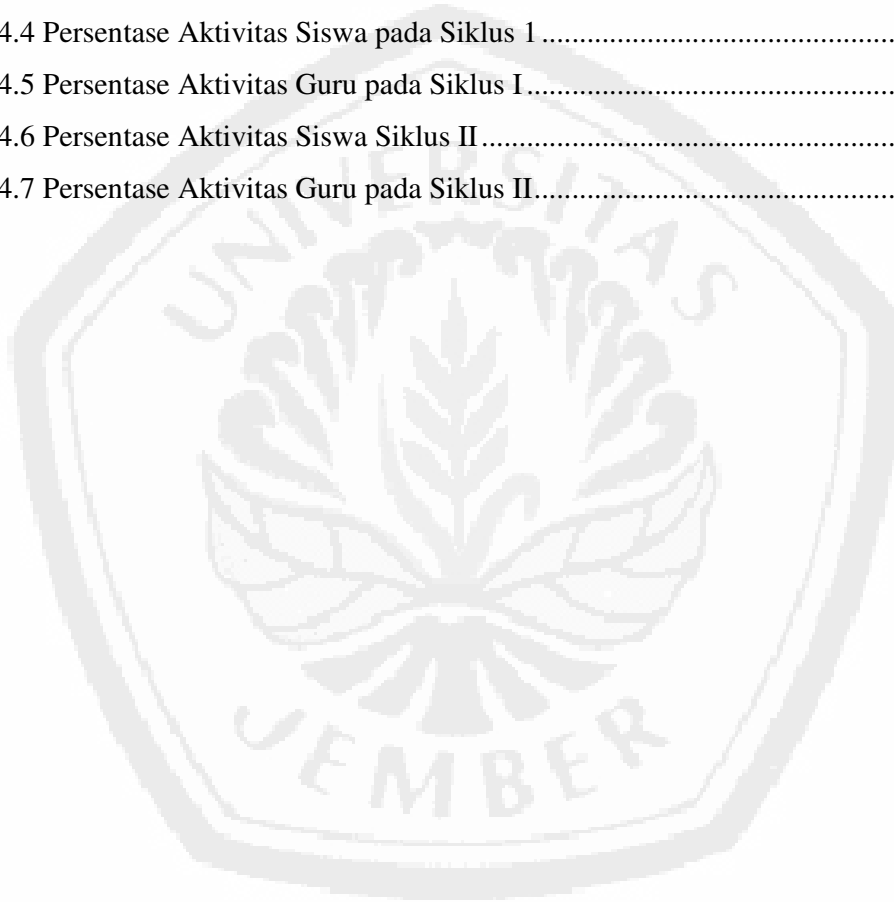 4.4 Persentase Aktivitas Siswa pada Siklus 1.............................................
4.5 Persentase Aktivitas Guru pada Siklus I...............................................
4.6 Persentase Aktivitas Siswa Siklus II.....................................................
4.7 Persentase Aktivitas Guru pada Siklus II..............................................
UNIVERSITAS
JEMBER